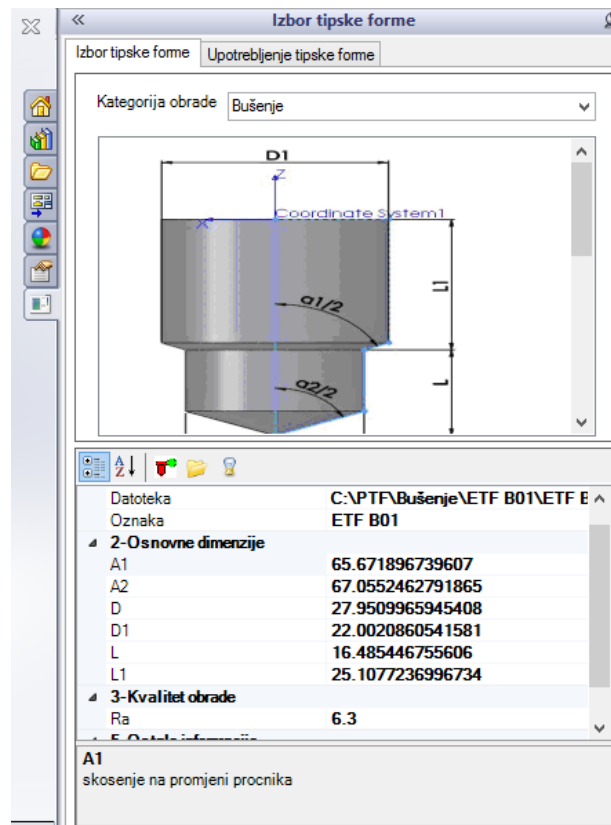 Izbor tipske forme
Izbor tipske forme Upotrebljenje tipske forme
Kategorija obrade Bušenje
D1
Z
X Coordinate System1
L1
α1/2
L
α2/2
Datoteka C:\PTF\Bušenje\ETF B01\ETF B
Oznaka ETF B01
2-Osnovne dimenzije
A1 65.671896739607
A2 67.0552462791865
D 27.9509965945408
D1 22.0020860541581
L 16.485446755606
L1 25.1077236996734
3-Kvalitet obrade
Ra 6.3
A1
skosenje na promjeni procnika